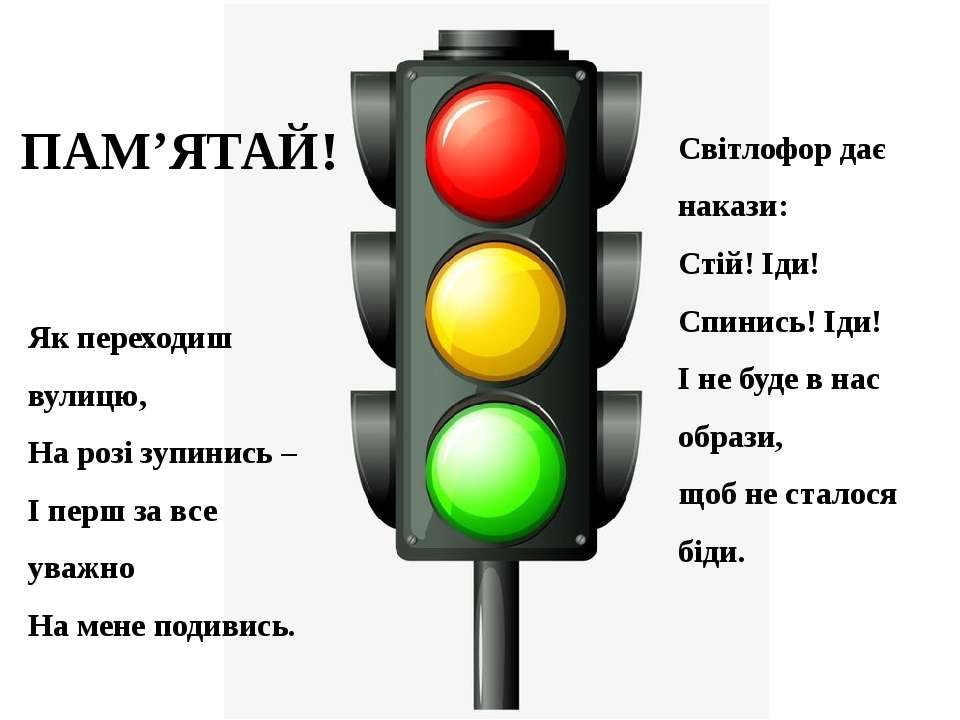 ПАМ’ЯТАЙ!
Як переходиш
вулицю,
На розі зупинись –
І перш за все
уважно
На мене подивись.
Світлофор дає
накази:
Стій! Іди!
Спинись! Іди!
І не буде в нас
образи,
щоб не сталося
біди.